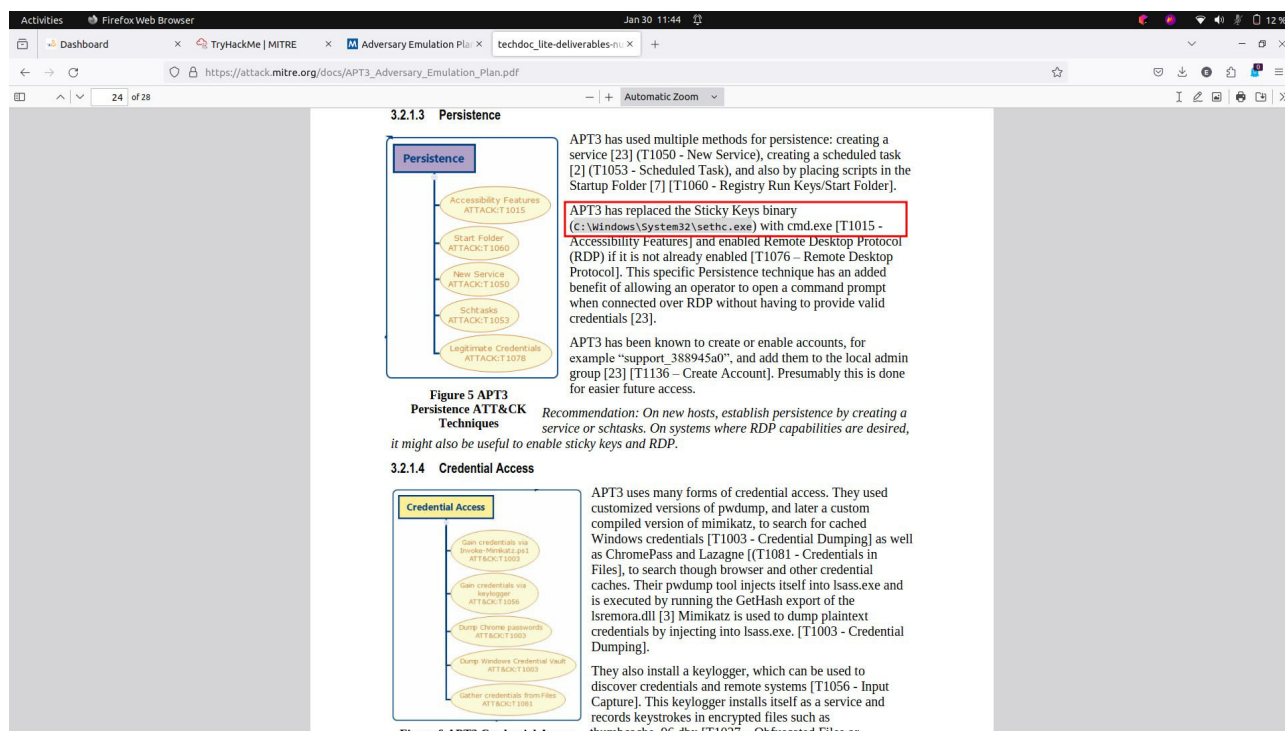 Activities Firefox Web Browser Jan 30 11:44 12 %
Dashboard TryHackMe | MITRE Adversary Emulation Pla techdoc_lite-deliverables-nu
https://attack.mitre.org/docs/APT3_Adversary_Emulation_Plan.pdf
24 of 28 Automatic Zoom
3.2.1.3 Persistence
Persistence
Accessibility Features
ATTACK:T1015
Start Folder
ATTACK:T1060
New Service
ATTACK:T1050
Schtasks
ATTACK:T1053
Legitimate Credentials
ATTACK:T1078
Figure 5 APT3
Persistence ATT&CK
Techniques
APT3 has used multiple methods for persistence: creating a
service [23] (T1050 - New Service), creating a scheduled task
[2] (T1053 - Scheduled Task), and also by placing scripts in the
Startup Folder [7] [T1060 - Registry Run Keys/Start Folder].
APT3 has replaced the Sticky Keys binary
(C:\Windows\System32\sethc.exe) with cmd.exe [T1015 -
Accessibility Features] and enabled Remote Desktop Protocol
(RDP) if it is not already enabled [T1076 – Remote Desktop
Protocol]. This specific Persistence technique has an added
benefit of allowing an operator to open a command prompt
when connected over RDP without having to provide valid
credentials [23].
APT3 has been known to create or enable accounts, for
example “support_388945a0”, and add them to the local admin
group [23] [T1136 – Create Account]. Presumably this is done
for easier future access.
Recommendation: On new hosts, establish persistence by creating a
service or schtasks. On systems where RDP capabilities are desired,
it might also be useful to enable sticky keys and RDP.
3.2.1.4 Credential Access
Credential Access
Gain credentials via
Invoke-Mimikatz.ps1
ATT&CK:T1003
Gain credentials via
keylogger
ATT&CK:T1056
Dump Chrome passwords
ATT&CK:T1003
Dump Windows Credential Vault
ATT&CK:T1003
Gather credentials from Files
ATT&CK:T1081
APT3 uses many forms of credential access. They used
customized versions of pwdump, and later a custom
compiled version of mimikatz, to search for cached
Windows credentials [T1003 - Credential Dumping] as well
as ChromePass and Lazagne [(T1081 - Credentials in
Files], to search though browser and other credential
caches. Their pwdump tool injects itself into lsass.exe and
is executed by running the GetHash export of the
lsremora.dll [3] Mimikatz is used to dump plaintext
credentials by injecting into lsass.exe. [T1003 - Credential
Dumping].
They also install a keylogger, which can be used to
discover credentials and remote systems [T1056 - Input
Capture]. This keylogger installs itself as a service and
records keystrokes in encrypted files such as